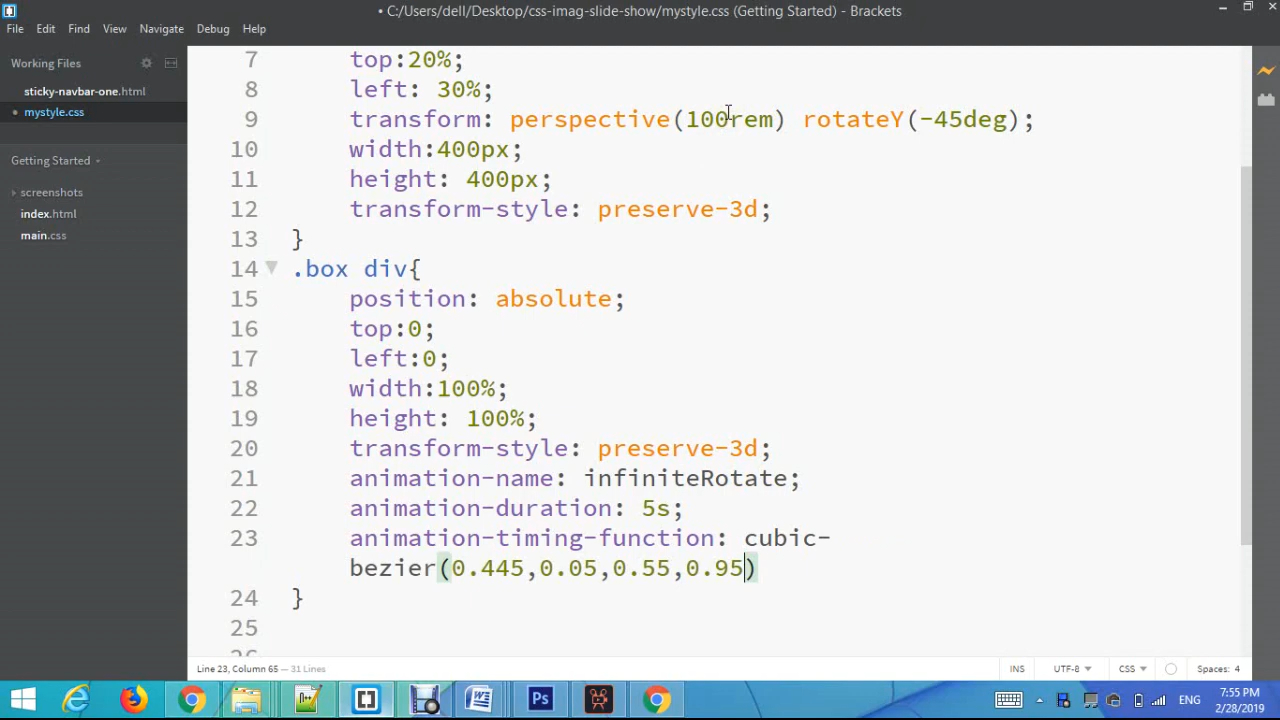 • C:/Users/dell/Desktop/css-imag-slide-show/mystyle.css (Getting Started) - Brackets
File Edit Find View Navigate Debug Help
Working Files
sticky-navbar-one.html
• mystyle.css
Getting Started
screenshots
index.html
main.css
7 top:20%;
8 left: 30%;
9 transform: perspective(100rem) rotateY(-45deg);
10 width:400px;
11 height: 400px;
12 transform-style: preserve-3d;
13 }
14 .box div{
15 position: absolute;
16 top:0;
17 left:0;
18 width:100%;
19 height: 100%;
20 transform-style: preserve-3d;
21 animation-name: infiniteRotate;
22 animation-duration: 5s;
23 animation-timing-function: cubic-
bezier(0.445,0.05,0.55,0.95)
24 }
25
Line 23, Column 65 — 31 Lines
INS UTF-8 CSS Spaces: 4
Ps
ENG
7:55 PM
2/28/2019